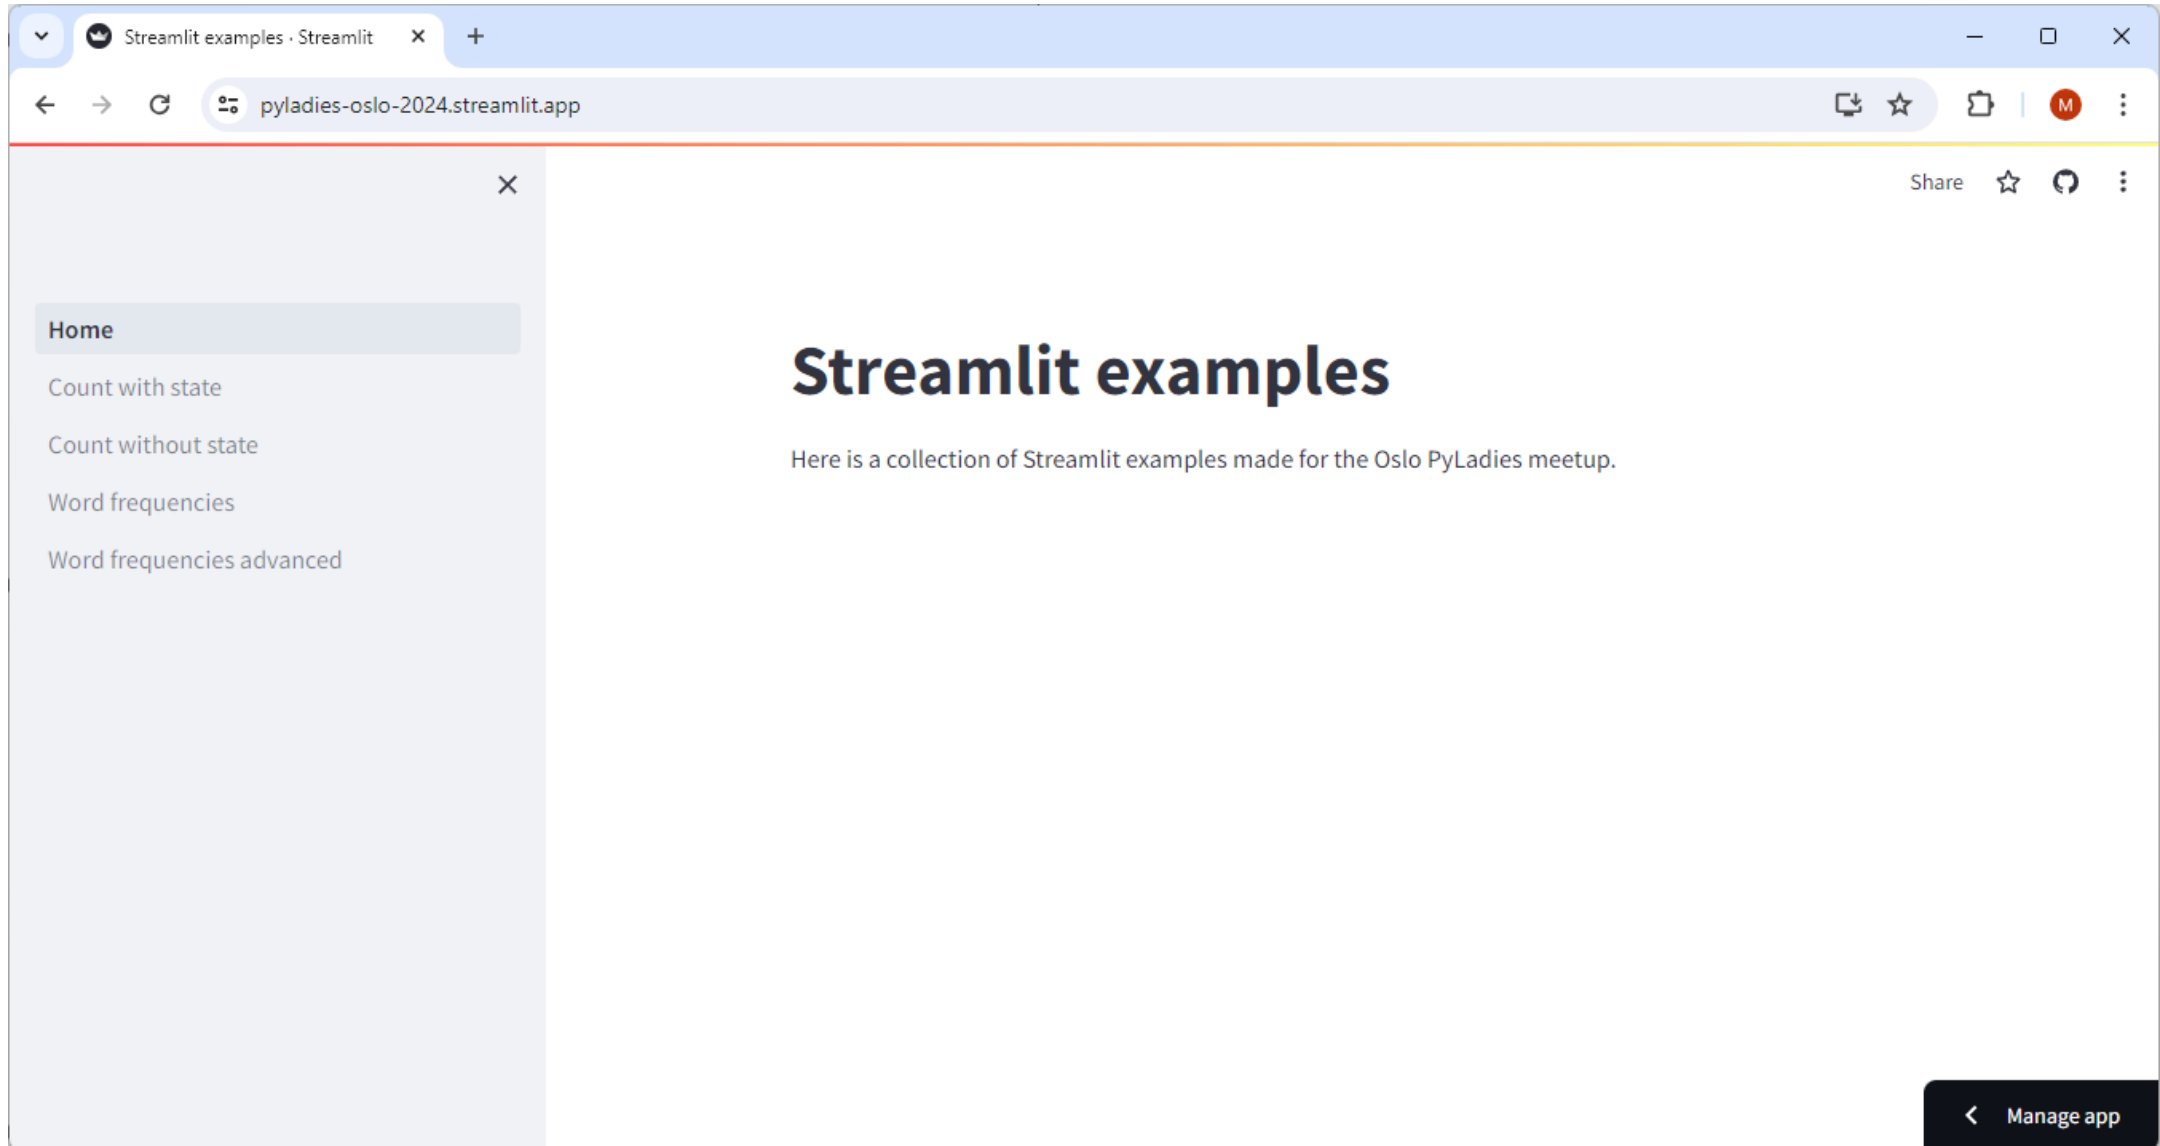 Streamlit examples · Streamlit
pyladies-oslo-2024.streamlit.app
M
Share
Home
Count with state
Count without state
Word frequencies
Word frequencies advanced
Streamlit examples
Here is a collection of Streamlit examples made for the Oslo PyLadies meetup.
Manage app